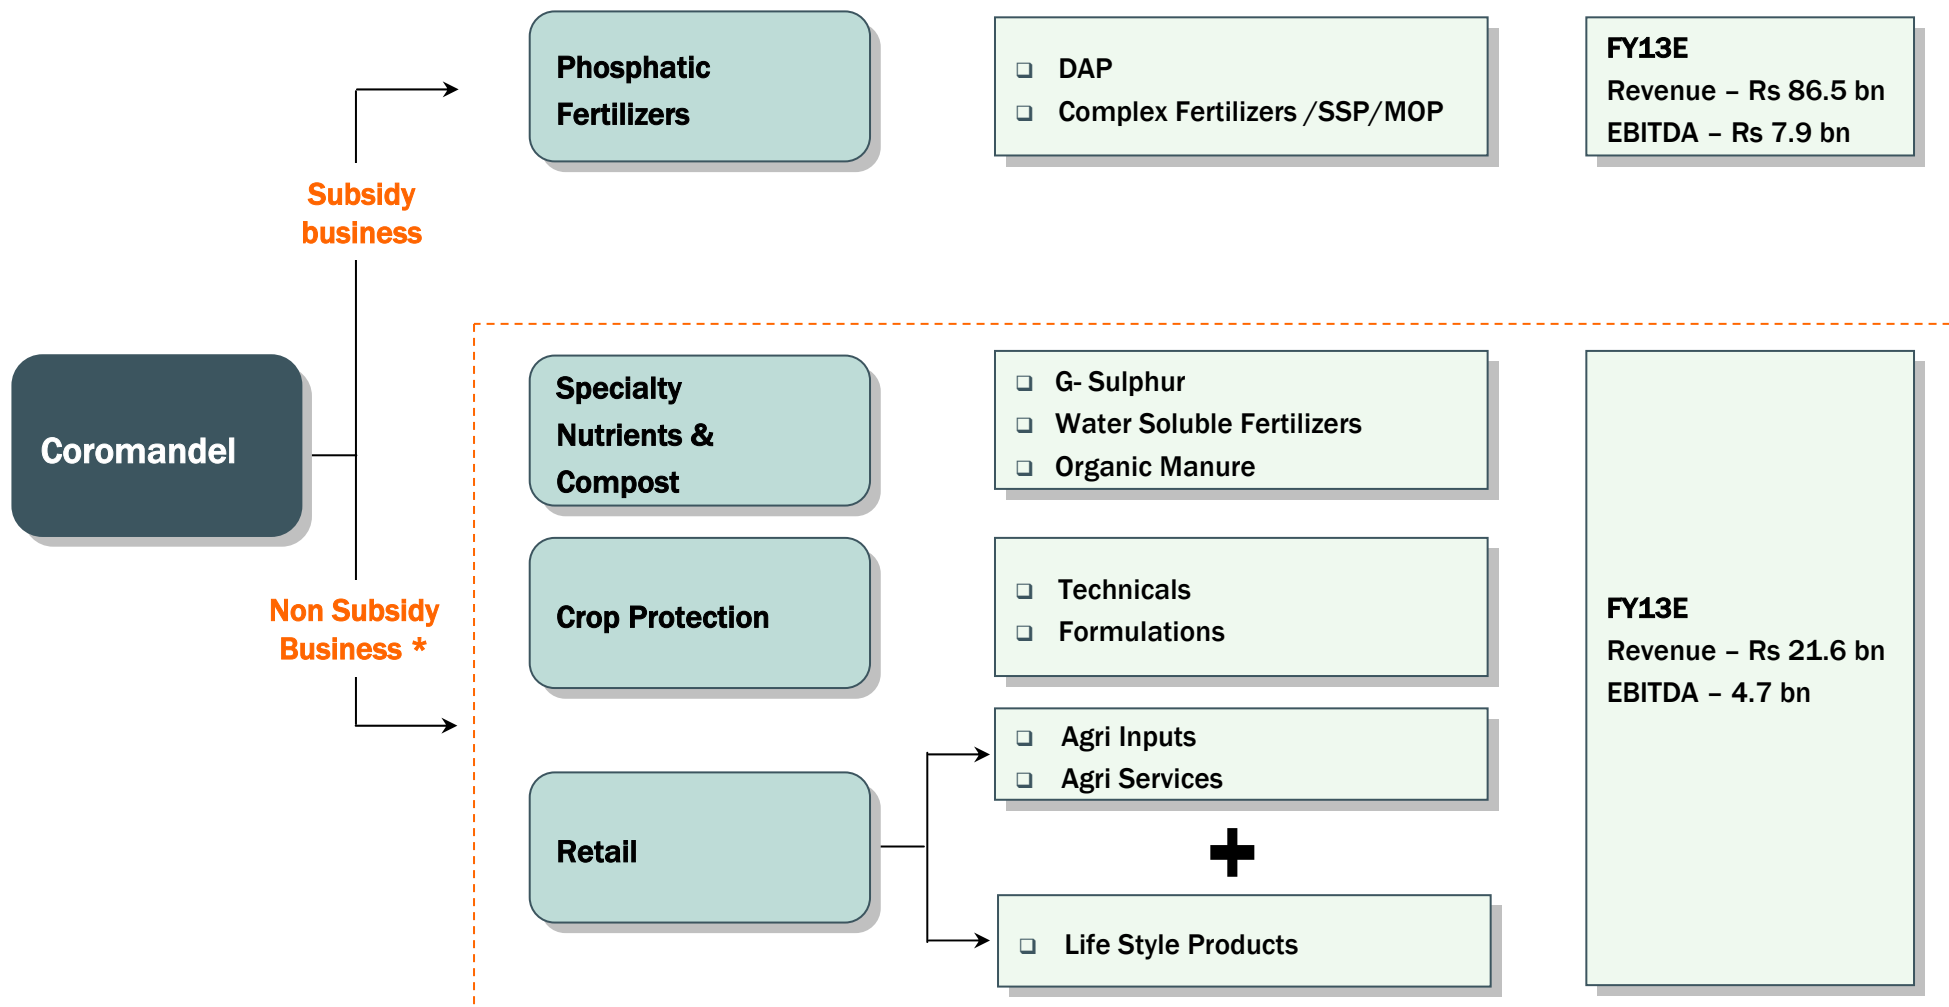 Phosphatic
Fertilizers
DAP
Complex Fertilizers /SSP/MOP
FY13E
Revenue – Rs 86.5 bn
EBITDA – Rs 7.9 bn
Subsidy
business
Coromandel
Non Subsidy
Business *
Specialty
Nutrients &
Compost
G- Sulphur
Water Soluble Fertilizers
Organic Manure
Crop Protection
Technicals
Formulations
Retail
Agri Inputs
Agri Services
+
Life Style Products
FY13E
Revenue – Rs 21.6 bn
EBITDA – 4.7 bn